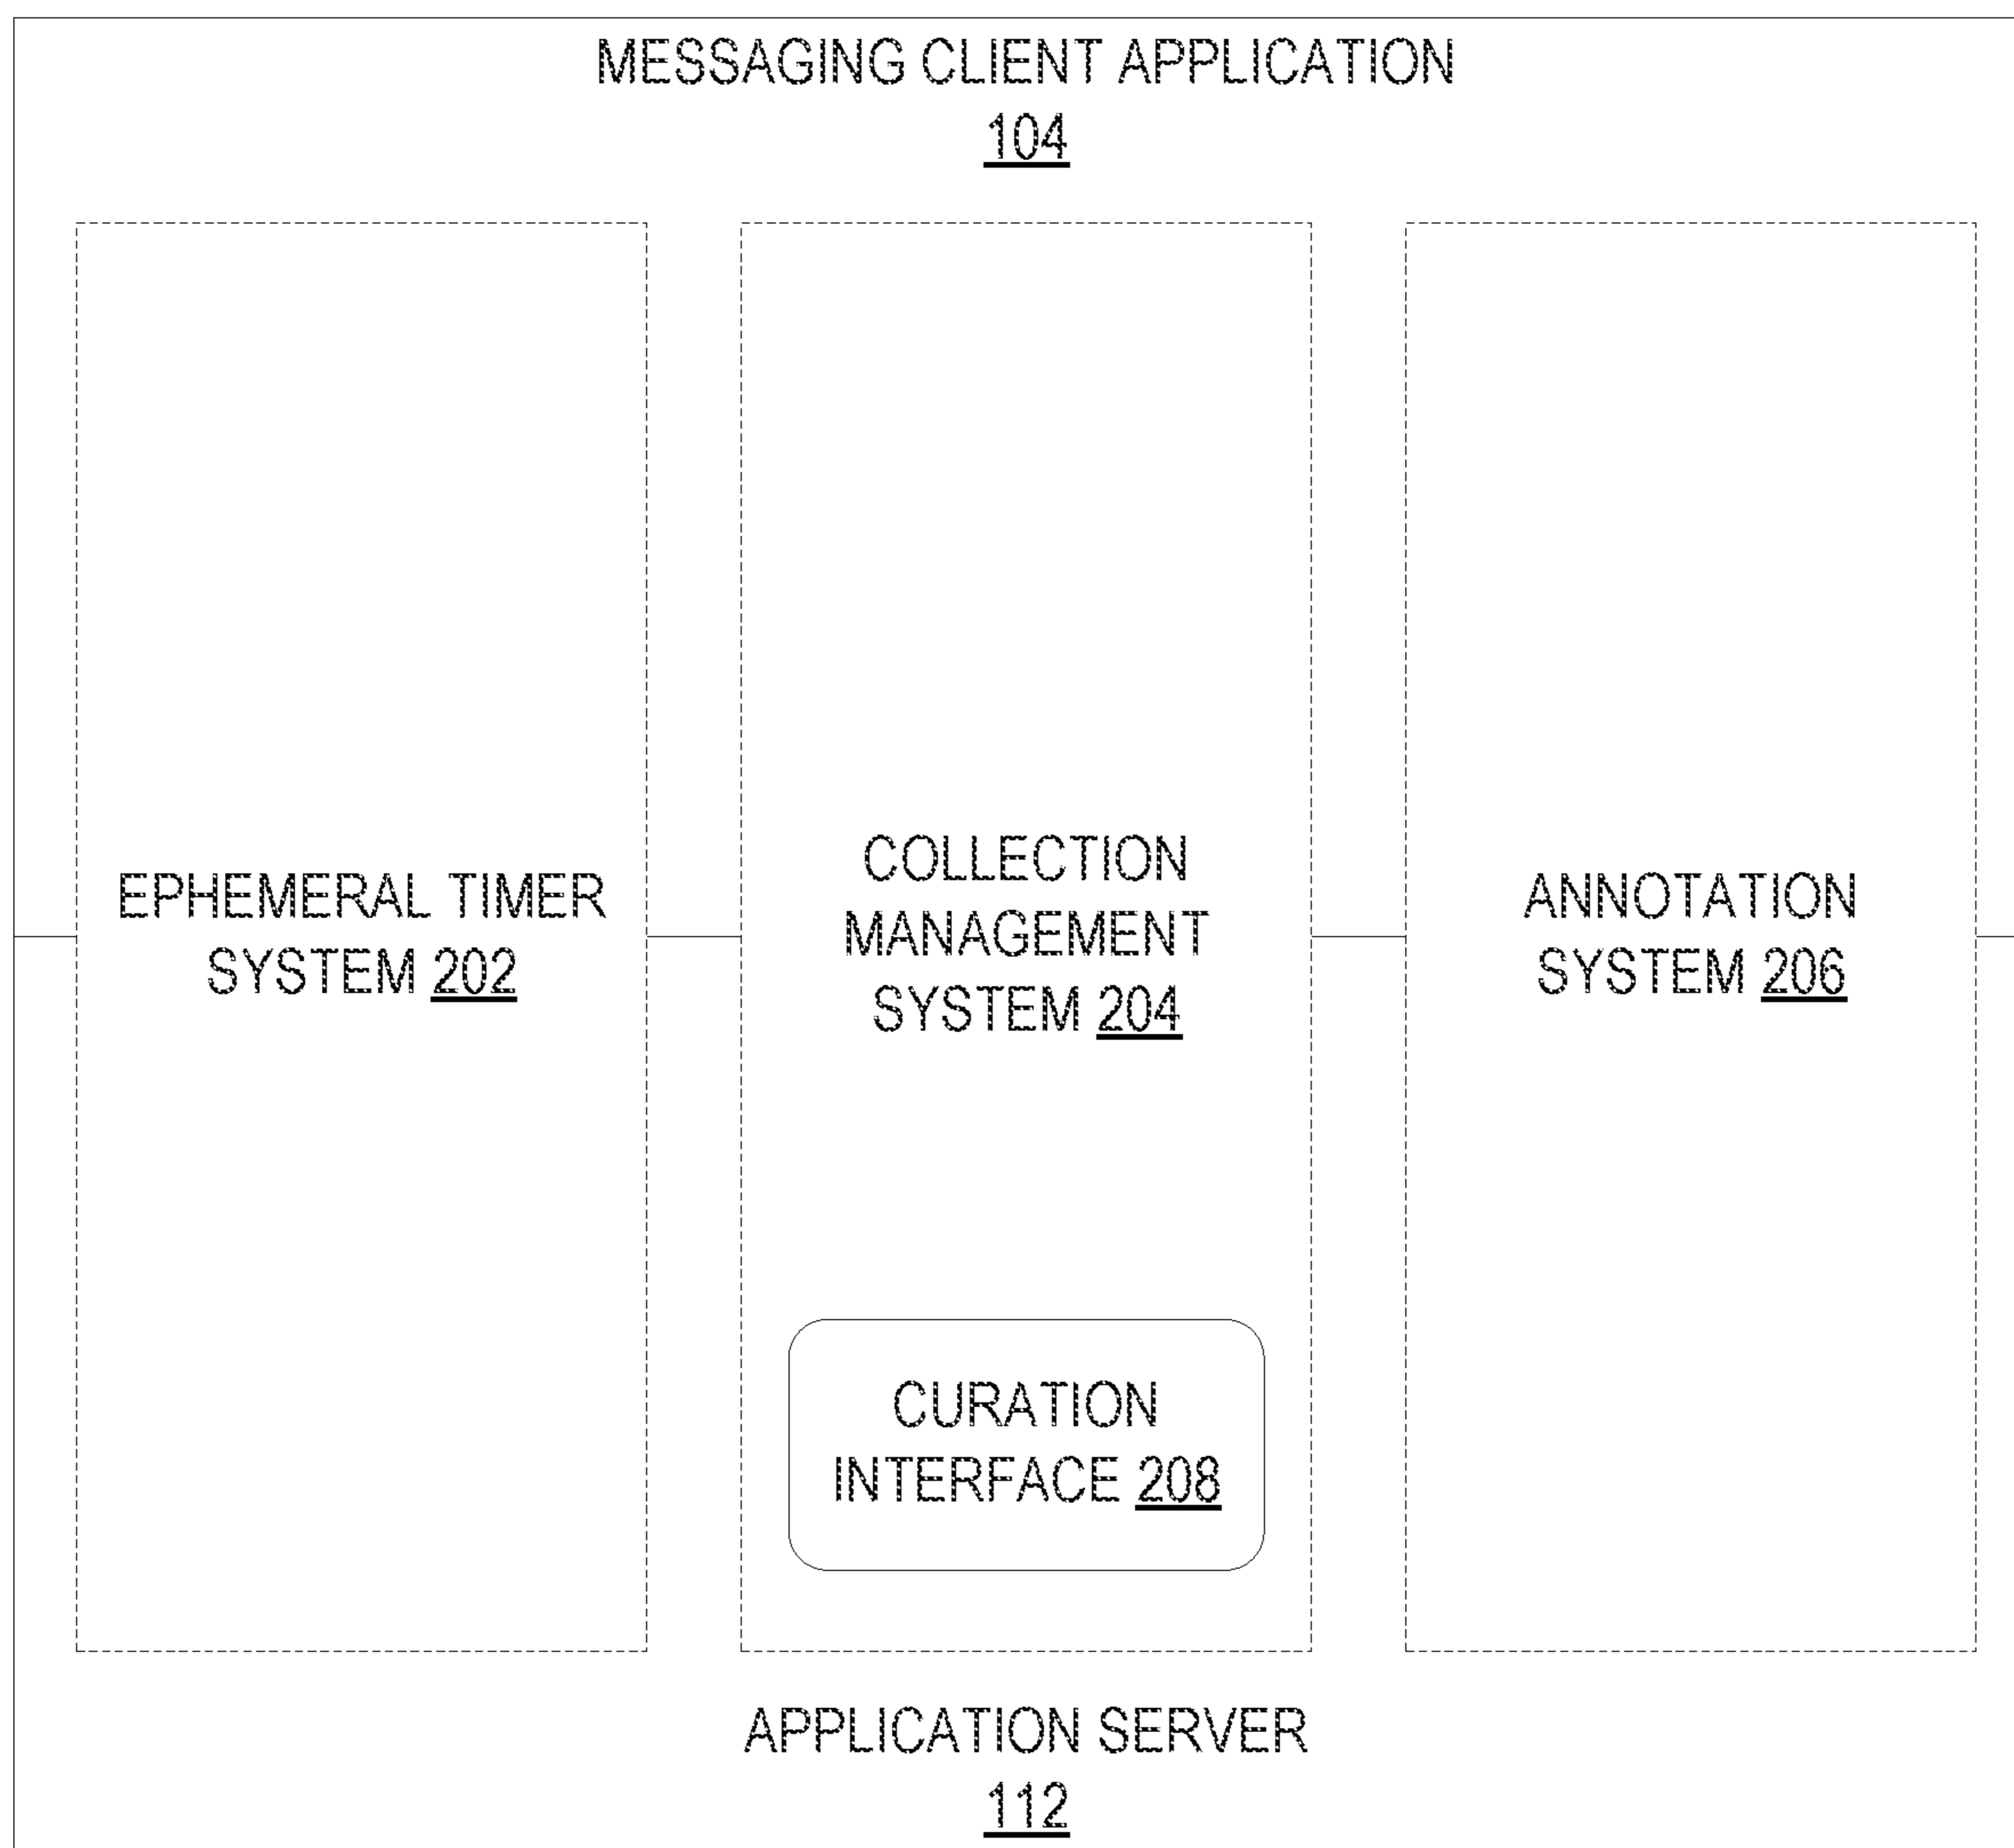 MESSAGING CLIENT APPLICATION
104
EPHEMERAL TIMER
SYSTEM 202
COLLECTION
MANAGEMENT
SYSTEM 204
ANNOTATION
SYSTEM 206
CURATION
INTERFACE 208
APPLICATION SERVER
112